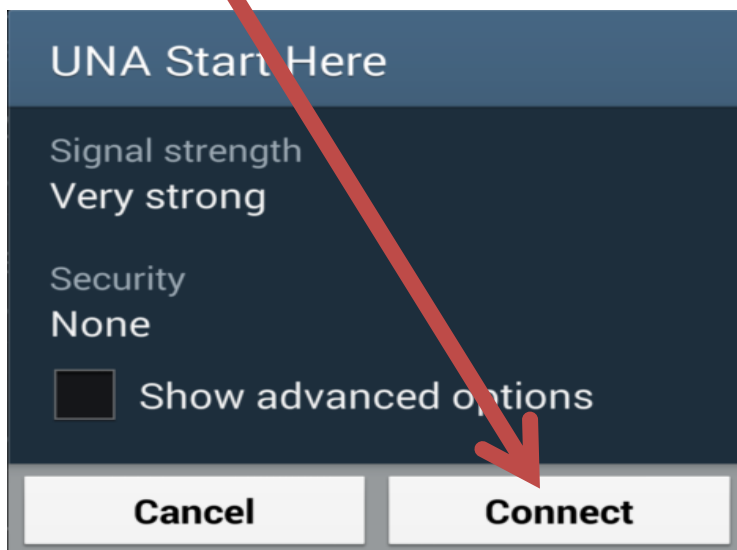 UNA Start Here
Signal strength
Very strong
Security
None
Show advanced options
Cancel Connect